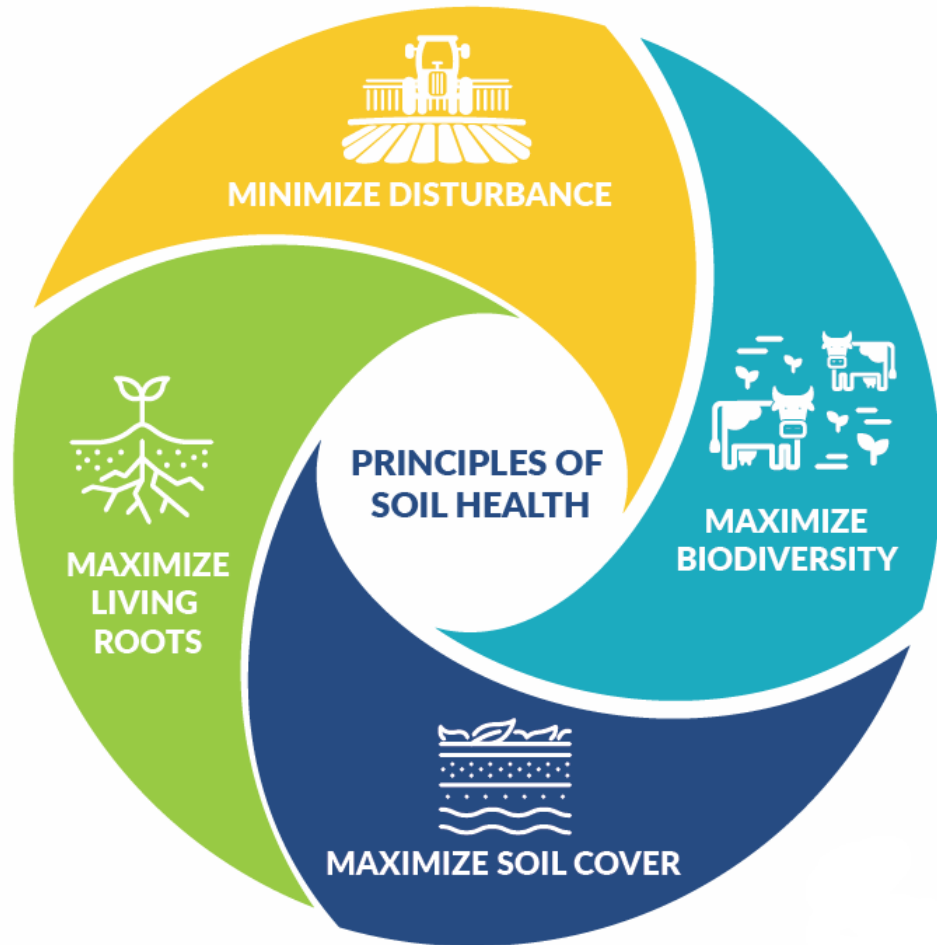 MINIMIZE DISTURBANCE
PRINCIPLES OF
SOIL HEALTH
MAXIMIZE
BIODIVERSITY
MAXIMIZE SOIL COVER
MAXIMIZE
LIVING
ROOTS